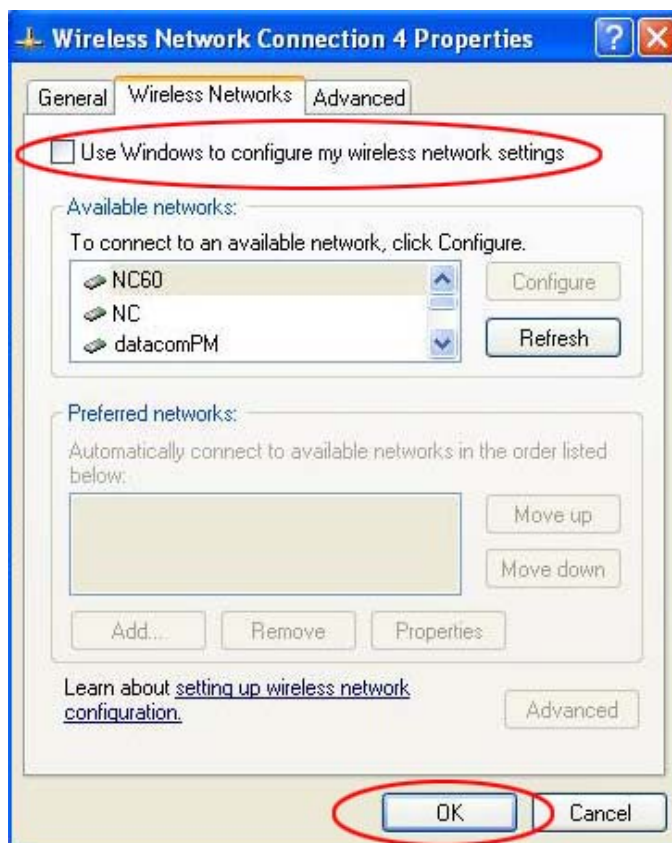 Wireless Network Connection 4 Properties
General Wireless Networks Advanced
Use Windows to configure my wireless network settings
Available networks:
To connect to an available network, click Configure.
NC60
NC
datacomPM
Configure
Refresh
Preferred networks:
Automatically connect to available networks in the order listed
below:
Move up
Move down
Add... Remove Properties
Learn about setting up wireless network
configuration.
Advanced
OK Cancel